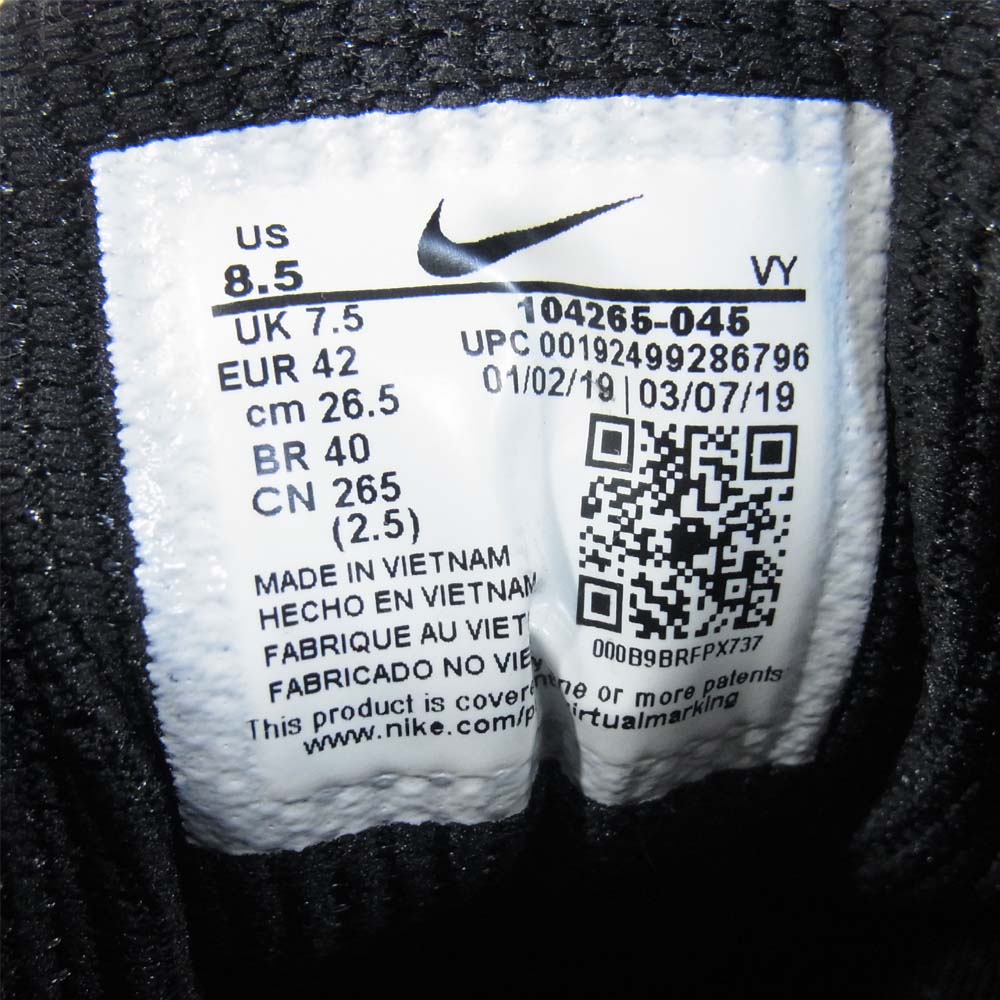 US
8.5
VY
UK 7.5
EUR 42
cm 26.5
BR 40
CN 265
(2.5)
104265-045
UPC 00192499286796
01/02/19 | 03/07/19
000B9BRFPX737
MADE IN VIETNAM
HECHO EN VIETNAM
FABRIQUE AU VIET
FABRICADO NO VIE
This product is cover or more patents
www.nike.com/p irtualmarking